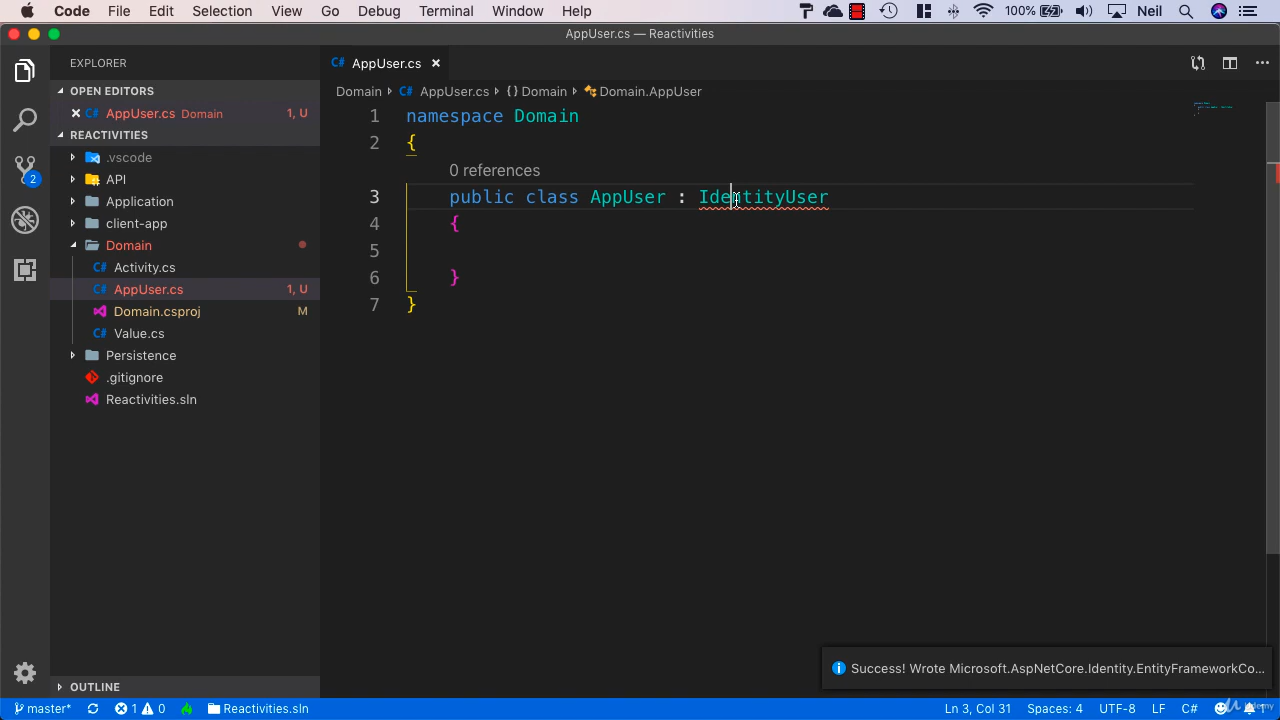 Code File Edit Selection View Go Debug Terminal Window Help 100% Neil
AppUser.cs — Reactivities
EXPLORER
OPEN EDITORS
AppUser.cs Domain 1, U
REACTIVITIES
.vscode
API
Application
client-app
Domain
Activity.cs
AppUser.cs 1, U
Domain.csproj M
Value.cs
Persistence
.gitignore
Reactivities.sln
OUTLINE
AppUser.cs
Domain AppUser.cs {} Domain Domain.AppUser
1 namespace Domain
2 {
0 references
3 public class AppUser : IdentityUser
4 {
5
6 }
7 }
Success! Wrote Microsoft.AspNetCore.Identity.EntityFrameworkCo...
2
master* 1 0 Reactivities.sln Ln 3, Col 31 Spaces: 4 UTF-8 LF C# 1
Udemy